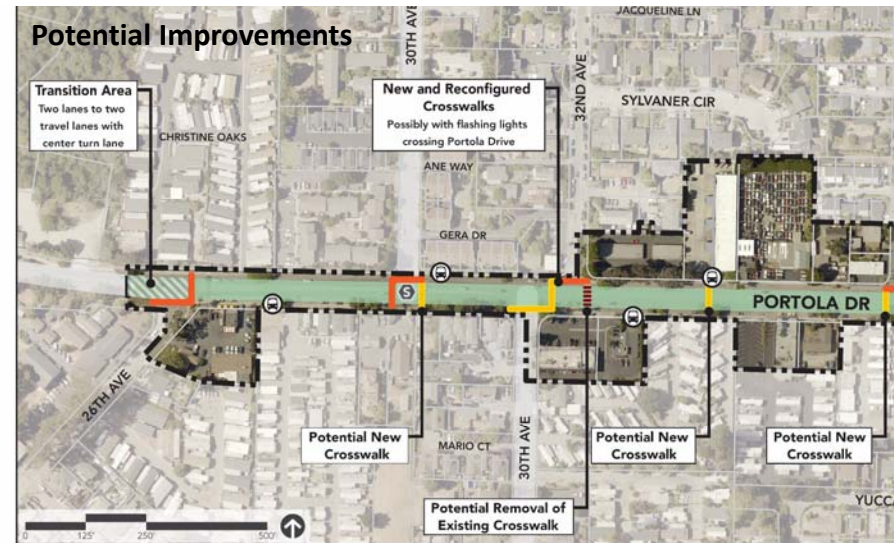 Potential Improvements
JACQUELINE LN
30TH AVE
32ND AVE
Transition Area
Two lanes to two
travel lanes with
center turn lane
New and Reconfigured
Crosswalks
Possibly with flashing lights
crossing Portola Drive
SYLVANER CIR
CHRISTINE OAKS
ANE WAY
GERA DR
S
PORTOLA DR
26TH AVE
Potential New
Crosswalk
MARIO CT
30TH AVE
Potential New
Crosswalk
Potential New
Crosswalk
Potential Removal of
Existing Crosswalk
YUCCA
0 125' 250' 500'